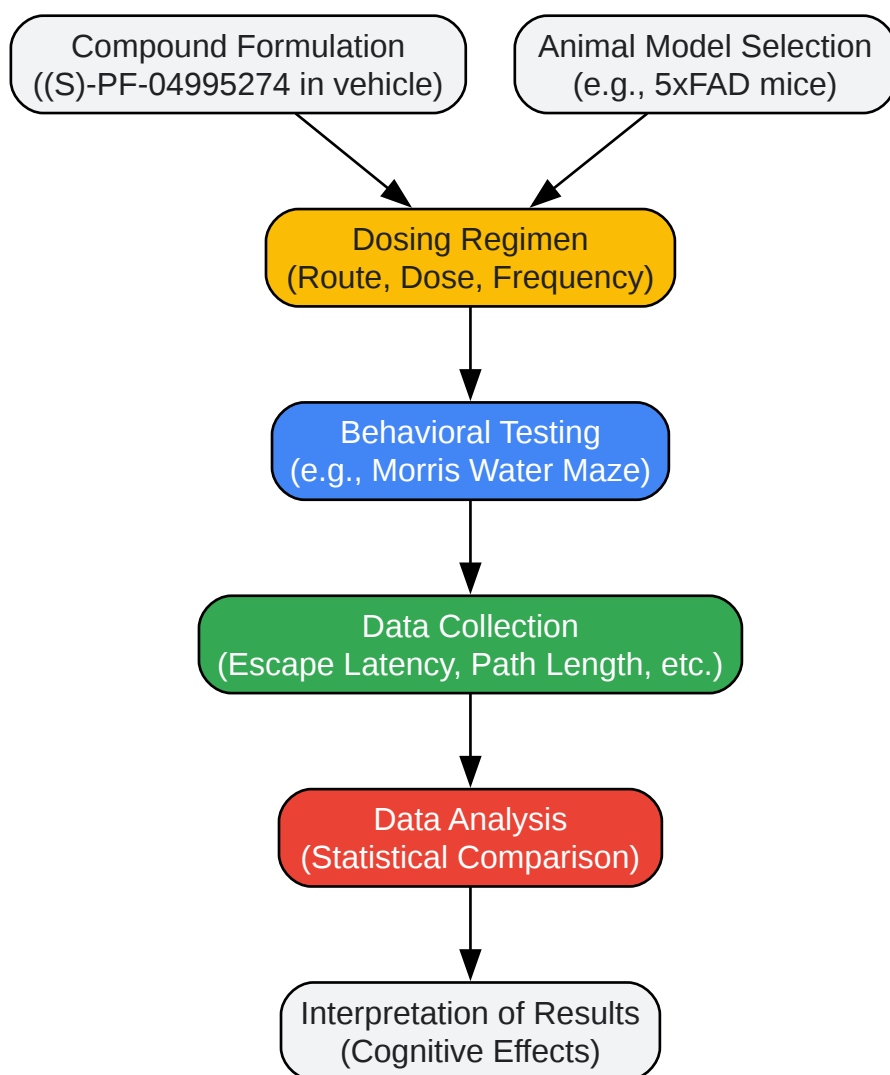 Compound Formulation
((S)-PF-04995274 in vehicle)
Animal Model Selection
(e.g., 5xFAD mice)
Dosing Regimen
(Route, Dose, Frequency)
Behavioral Testing
(e.g., Morris Water Maze)
Data Collection
(Escape Latency, Path Length, etc.)
Data Analysis
(Statistical Comparison)
Interpretation of Results
(Cognitive Effects)